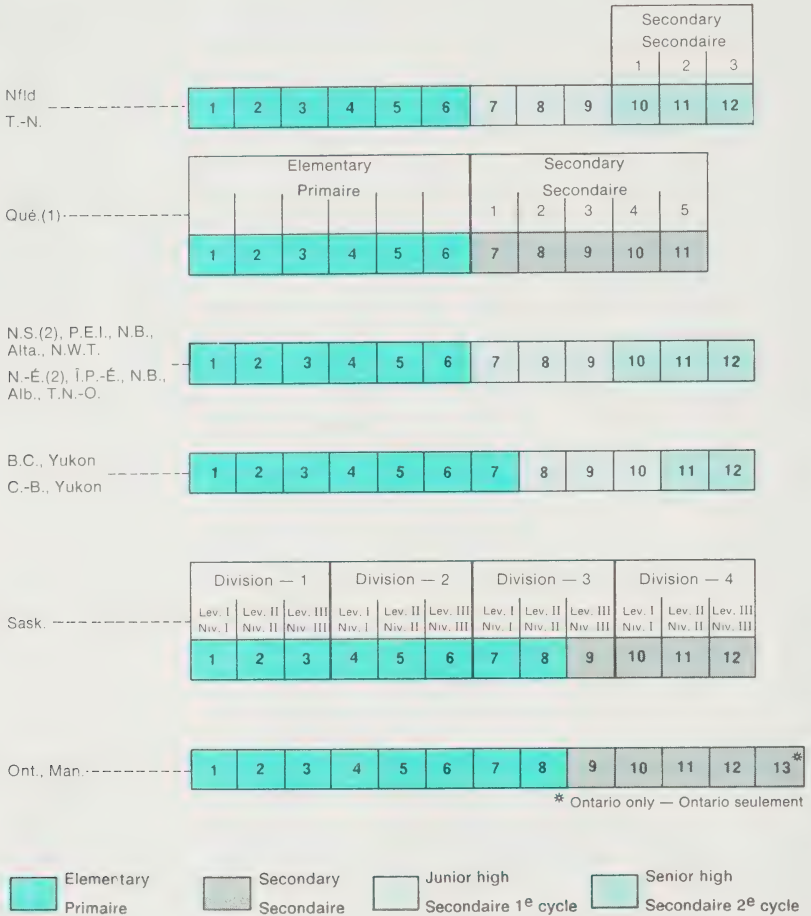 Secondary
Secondaire
1 2 3
Nfld
T.-N.
1 2 3 4 5 6 7 8 9 10 11 12
Elementary Secondary
Primaire Secondaire
1 2 3 4 5
Qué.(1)
1 2 3 4 5 6 7 8 9 10 11
N.S.(2), P.E.I., N.B.,
Alta., N.W.T.
N.-É.(2), Î.P.-É., N.B.,
Alb., T.N.-O.
1 2 3 4 5 6 7 8 9 10 11 12
B.C., Yukon
C.-B., Yukon
1 2 3 4 5 6 7 8 9 10 11 12
Division — 1 Division — 2 Division — 3 Division — 4
Lev. I Lev. II Lev. III Lev. I Lev. II Lev. III Lev. I Lev. II Lev. III Lev. I Lev. II Lev. III
Niv. I Niv. II Niv. III Niv. I Niv. II Niv. III Niv. I Niv. II Niv. III Niv. I Niv. II Niv. III
Sask.
1 2 3 4 5 6 7 8 9 10 11 12
Ont., Man.
1 2 3 4 5 6 7 8 9 10 11 12 13*
* Ontario only — Ontario seulement
Elementary
Primaire
Secondary
Secondaire
Junior high
Secondaire 1e cycle
Senior high
Secondaire 2e cycle